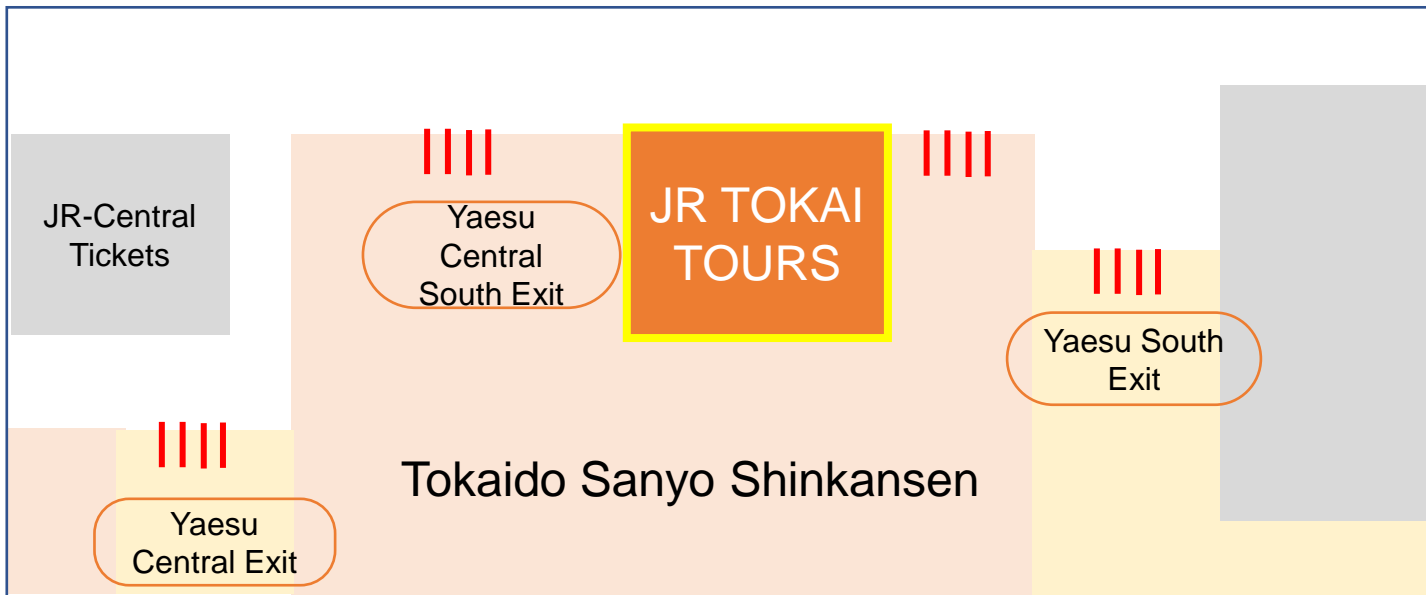 JR-Central
Tickets
Yaesu
Central
South Exit
JR TOKAI
TOURS
Yaesu South
Exit
Tokaido Sanyo Shinkansen
Yaesu
Central Exit